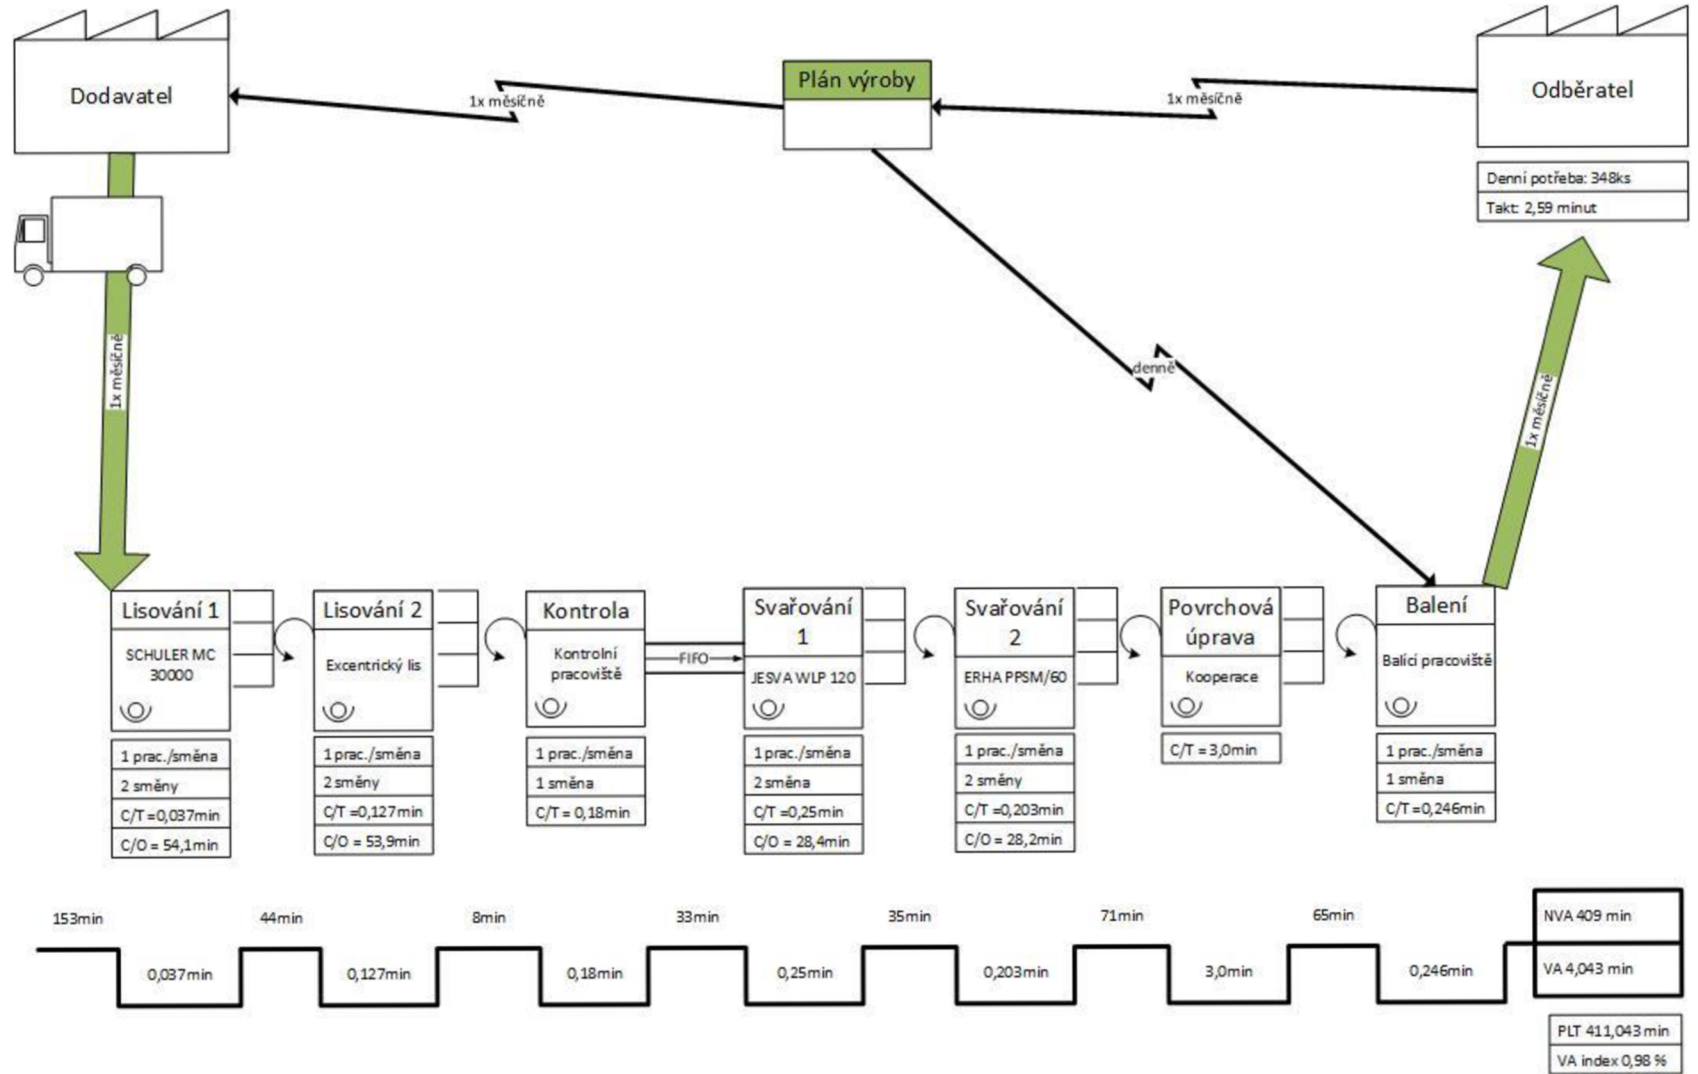 Dodavatel
1x měsíčně
Plán výroby
1x měsíčně
Odběratel
Denní potřeba: 348ks
Takt: 2,59 minut
1x měsíčně
denně
1x měsíčně
Lisování 1
SCHULER MC
30000
1 prac./směna
2 směny
C/T =0,037min
C/O = 54,1min
Lisování 2
Excentrický lis
1 prac./směna
2 směny
C/T =0,127min
C/O = 53,9min
Kontrola
Kontrolní
pracoviště
1 prac./směna
1 směna
C/T = 0,18min
FIFO
Svařování
1
JESVA WLP 120
1 prac./směna
2 směna
C/T =0,25min
C/O = 28,4min
Svařování
2
ERHA PPSM/60
1 prac./směna
2 směny
C/T =0,203min
C/O = 28,2min
Povrchová
úprava
Kooperace
C/T = 3,0min
Balení
Balící pracoviště
1 prac./směna
1 směna
C/T =0,246min
153min
44min
8min
33min
35min
71min
65min
NVA 409 min
0,037min
0,127min
0,18min
0,25min
0,203min
3,0min
0,246min
VA 4,043 min
PLT 411,043 min
VA index 0,98 %